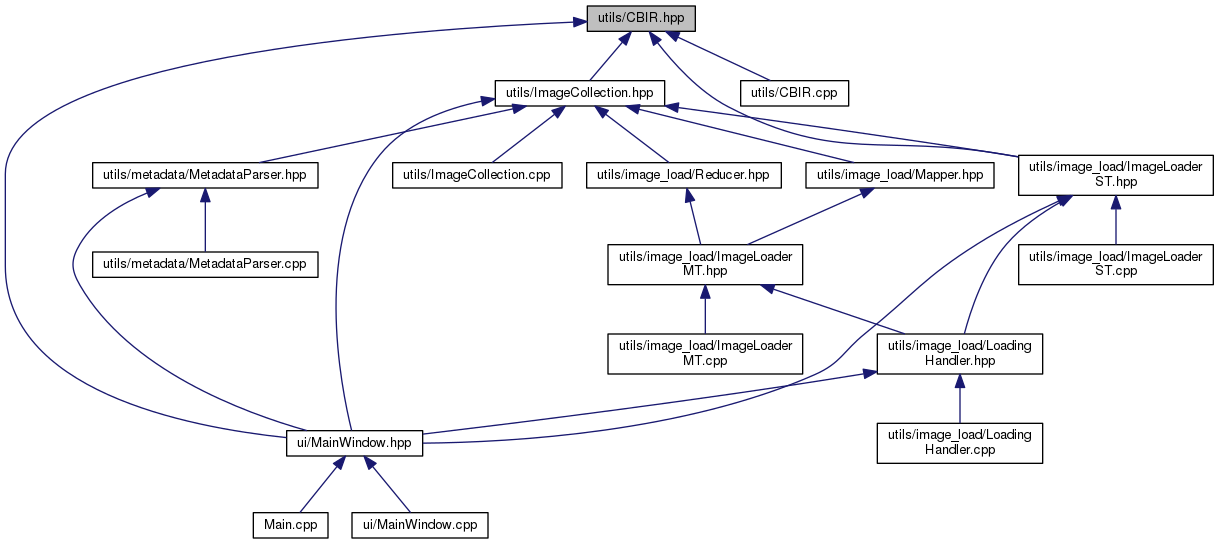 utils/CBIR.hpp
utils/ImageCollection.hpp
utils/CBIR.cpp
utils/metadata/MetadataParser.hpp
utils/ImageCollection.cpp
utils/image_load/Reducer.hpp
utils/image_load/Mapper.hpp
utils/image_load/ImageLoader
ST.hpp
utils/metadata/MetadataParser.cpp
utils/image_load/ImageLoader
MT.hpp
utils/image_load/ImageLoader
ST.cpp
utils/image_load/ImageLoader
MT.cpp
utils/image_load/Loading
Handler.hpp
ui/MainWindow.hpp
utils/image_load/Loading
Handler.cpp
Main.cpp
ui/MainWindow.cpp